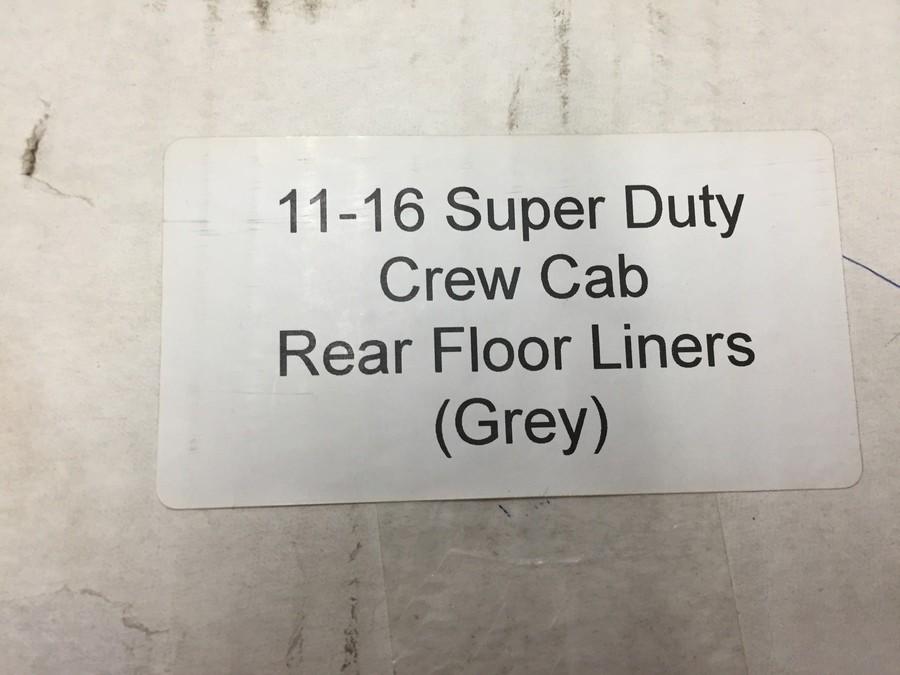 11-16 Super Duty
Crew Cab
Rear Floor Liners
(Grey)